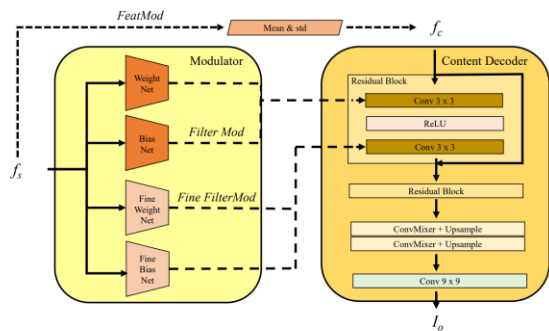 FeatMod
Mean & std
f_c
Modulator
Content Decoder
Weight
Net
Residual Block
Conv 3 x 3
Filter Mod
Bias
Net
ReLU
Conv 3 x 3
f_s
Fine
Weight
Net
Fine FilterMod
Residual Block
ConvMixer + Upsample
ConvMixer + Upsample
Fine
Bias
Net
Conv 9 x 9
I_o